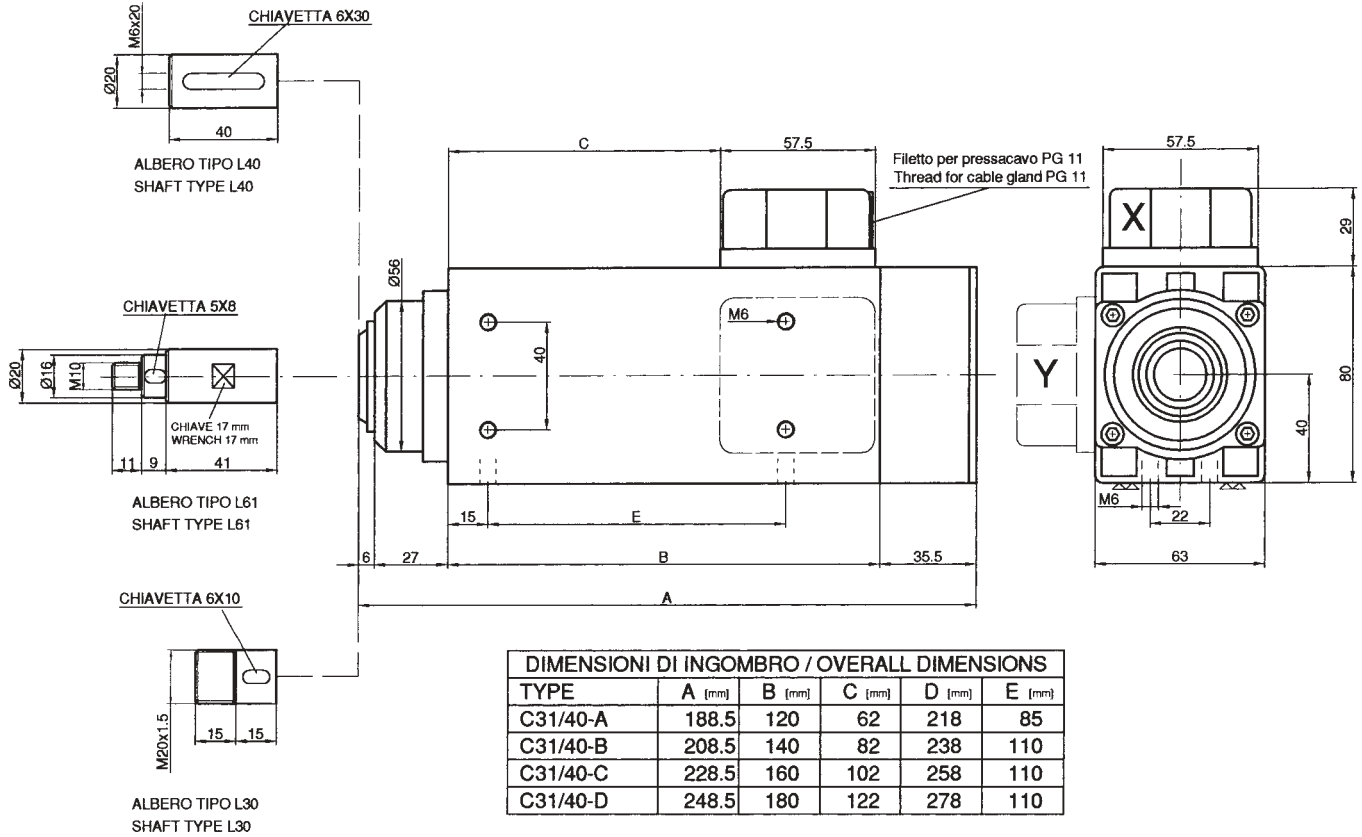 CHIAVETTA 6X30
M6x20
Ø20
40
ALBERO TIPO L40
SHAFT TYPE L40
C
57.5
Filetto per pressacavo PG 11
Thread for cable gland PG 11
57.5
X
29
Ø56
CHIAVETTA 5X8
M6
40
Y
80
40
Ø20
Ø16
M10
CHIAVE 17 mm
WRENCH 17 mm
11
9
41
ALBERO TIPO L61
SHAFT TYPE L61
15
E
M6
22
6
27
B
35.5
63
A
CHIAVETTA 6X10
M20x1.5
15
15
ALBERO TIPO L30
SHAFT TYPE L30
DIMENSIONI DI INGOMBRO / OVERALL DIMENSIONS
TYPE A [mm] B [mm] C [mm] D [mm] E [mm]
C31/40-A 188.5 120 62 218 85
C31/40-B 208.5 140 82 238 110
C31/40-C 228.5 160 102 258 110
C31/40-D 248.5 180 122 278 110